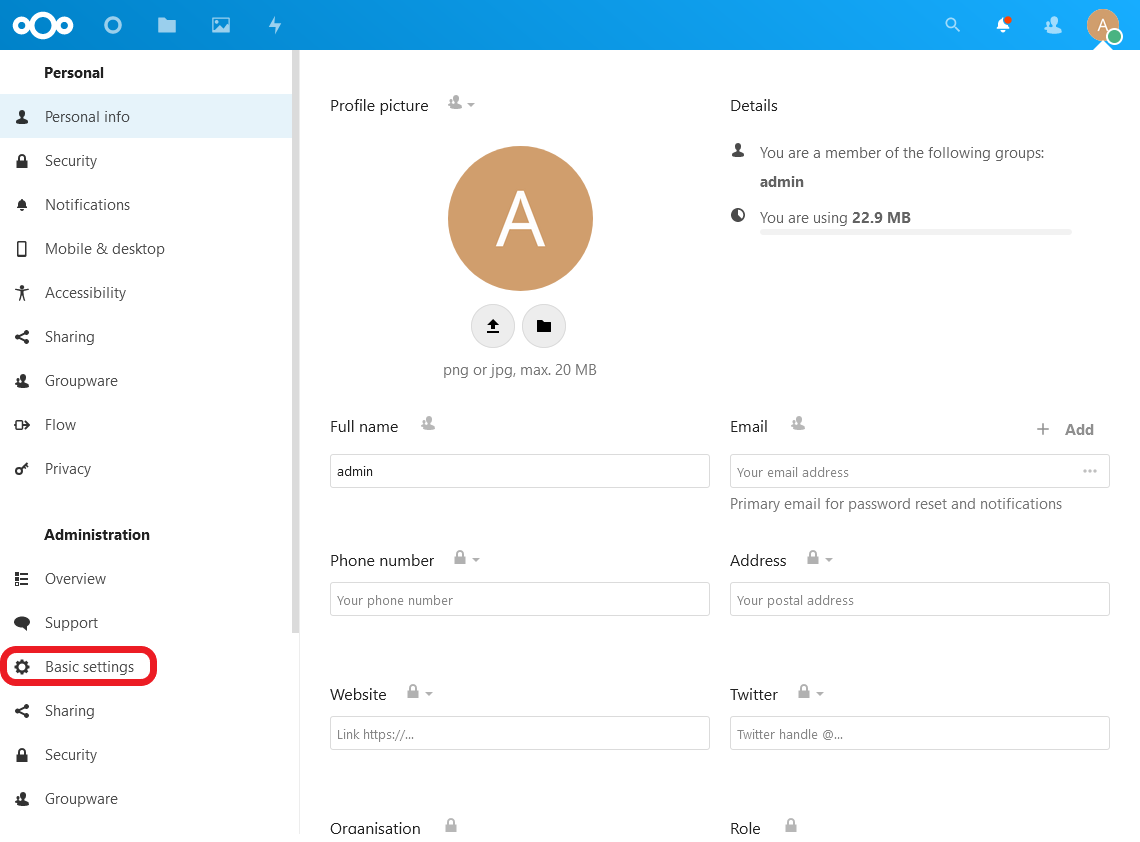 A
Personal
Personal info
Security
Notifications
Mobile & desktop
Accessibility
Sharing
Groupware
Flow
Privacy
Administration
Overview
Support
Basic settings
Sharing
Security
Groupware
Profile picture
A
png or jpg, max. 20 MB
Details
You are a member of the following groups:
admin
You are using 22.9 MB
Full name
admin
Email
Add
Your email address
Primary email for password reset and notifications
Phone number
Your phone number
Address
Your postal address
Website
Link https://...
Twitter
Twitter handle @...
Organisation
Role